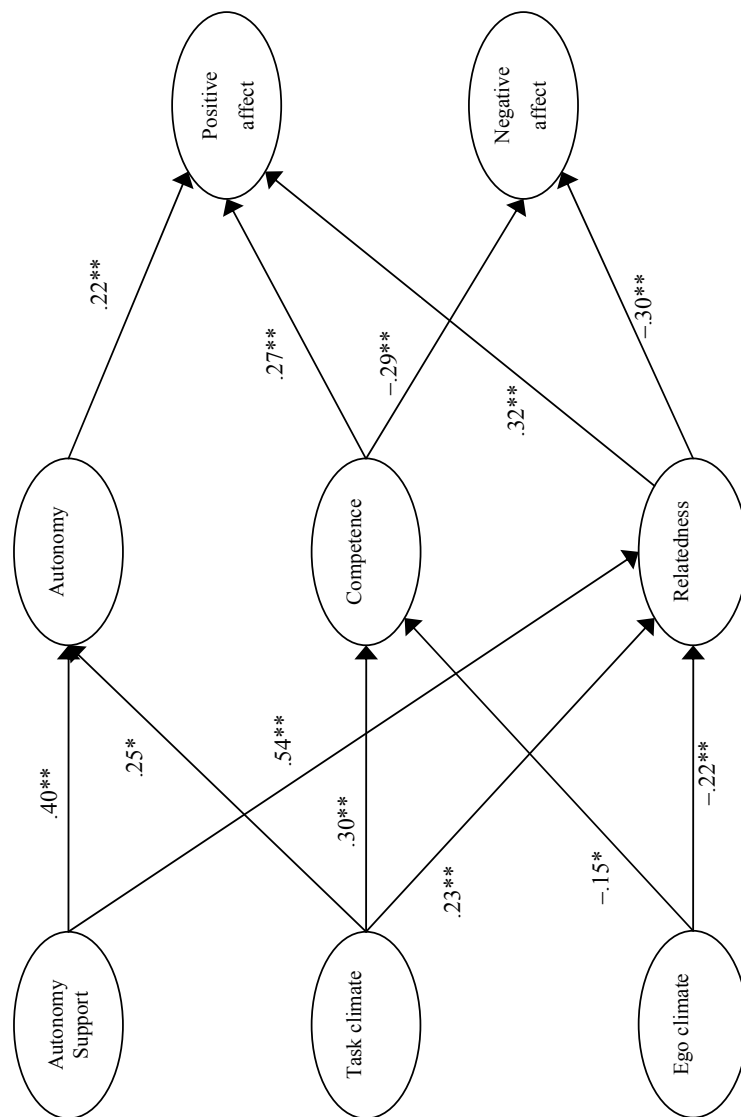 Autonomy
Support
Task climate
Ego climate
.40**
.25*
.54**
.30**
.23**
–.15*
–.22**
Autonomy
Competence
Relatedness
.22**
.27**
–.29**
.32**
–.30**
Positive
affect
Negative
affect